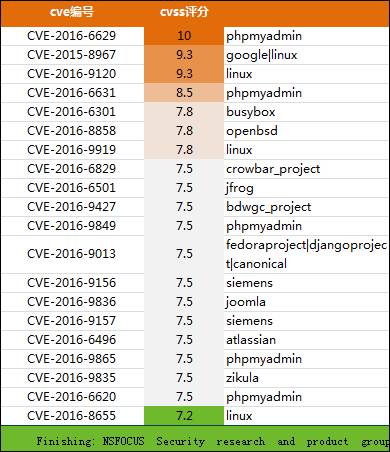 cve编号 cvss评分
CVE-2016-6629 10 phpmyadmin
CVE-2015-8967 9.3 google|linux
CVE-2016-9120 9.3 linux
CVE-2016-6631 8.5 phpmyadmin
CVE-2016-6301 7.8 busybox
CVE-2016-8858 7.8 openbsd
CVE-2016-9919 7.8 linux
CVE-2016-6829 7.5 crowbar_project
CVE-2016-6501 7.5 jfrog
CVE-2016-9427 7.5 bdwgc_project
CVE-2016-9849 7.5 phpmyadmin
CVE-2016-9013 7.5 fedoraproject|djangoprojec
t|canonical
CVE-2016-9156 7.5 siemens
CVE-2016-9836 7.5 joomla
CVE-2016-9157 7.5 siemens
CVE-2016-6496 7.5 atlassian
CVE-2016-9865 7.5 phpmyadmin
CVE-2016-9835 7.5 zikula
CVE-2016-6620 7.5 phpmyadmin
CVE-2016-8655 7.2 linux
Finishing: NSFOCUS Security research and product group